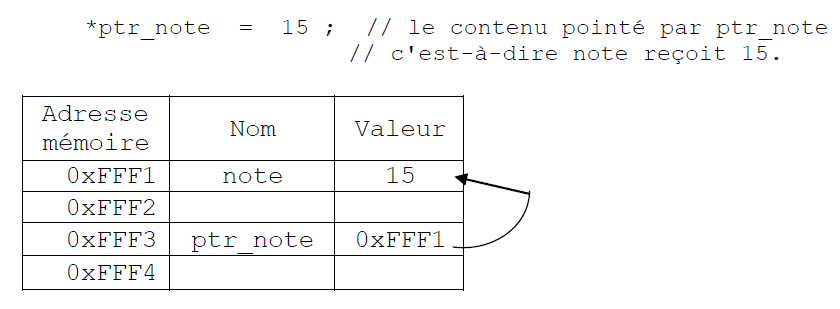 *ptr_note = 15 ; // le contenu pointé par ptr_note
// c'est-à-dire note reçoit 15.
Adresse mémoire Nom Valeur
0xFFF1 note 15
0xFFF2
0xFFF3 ptr_note 0xFFF1
0xFFF4